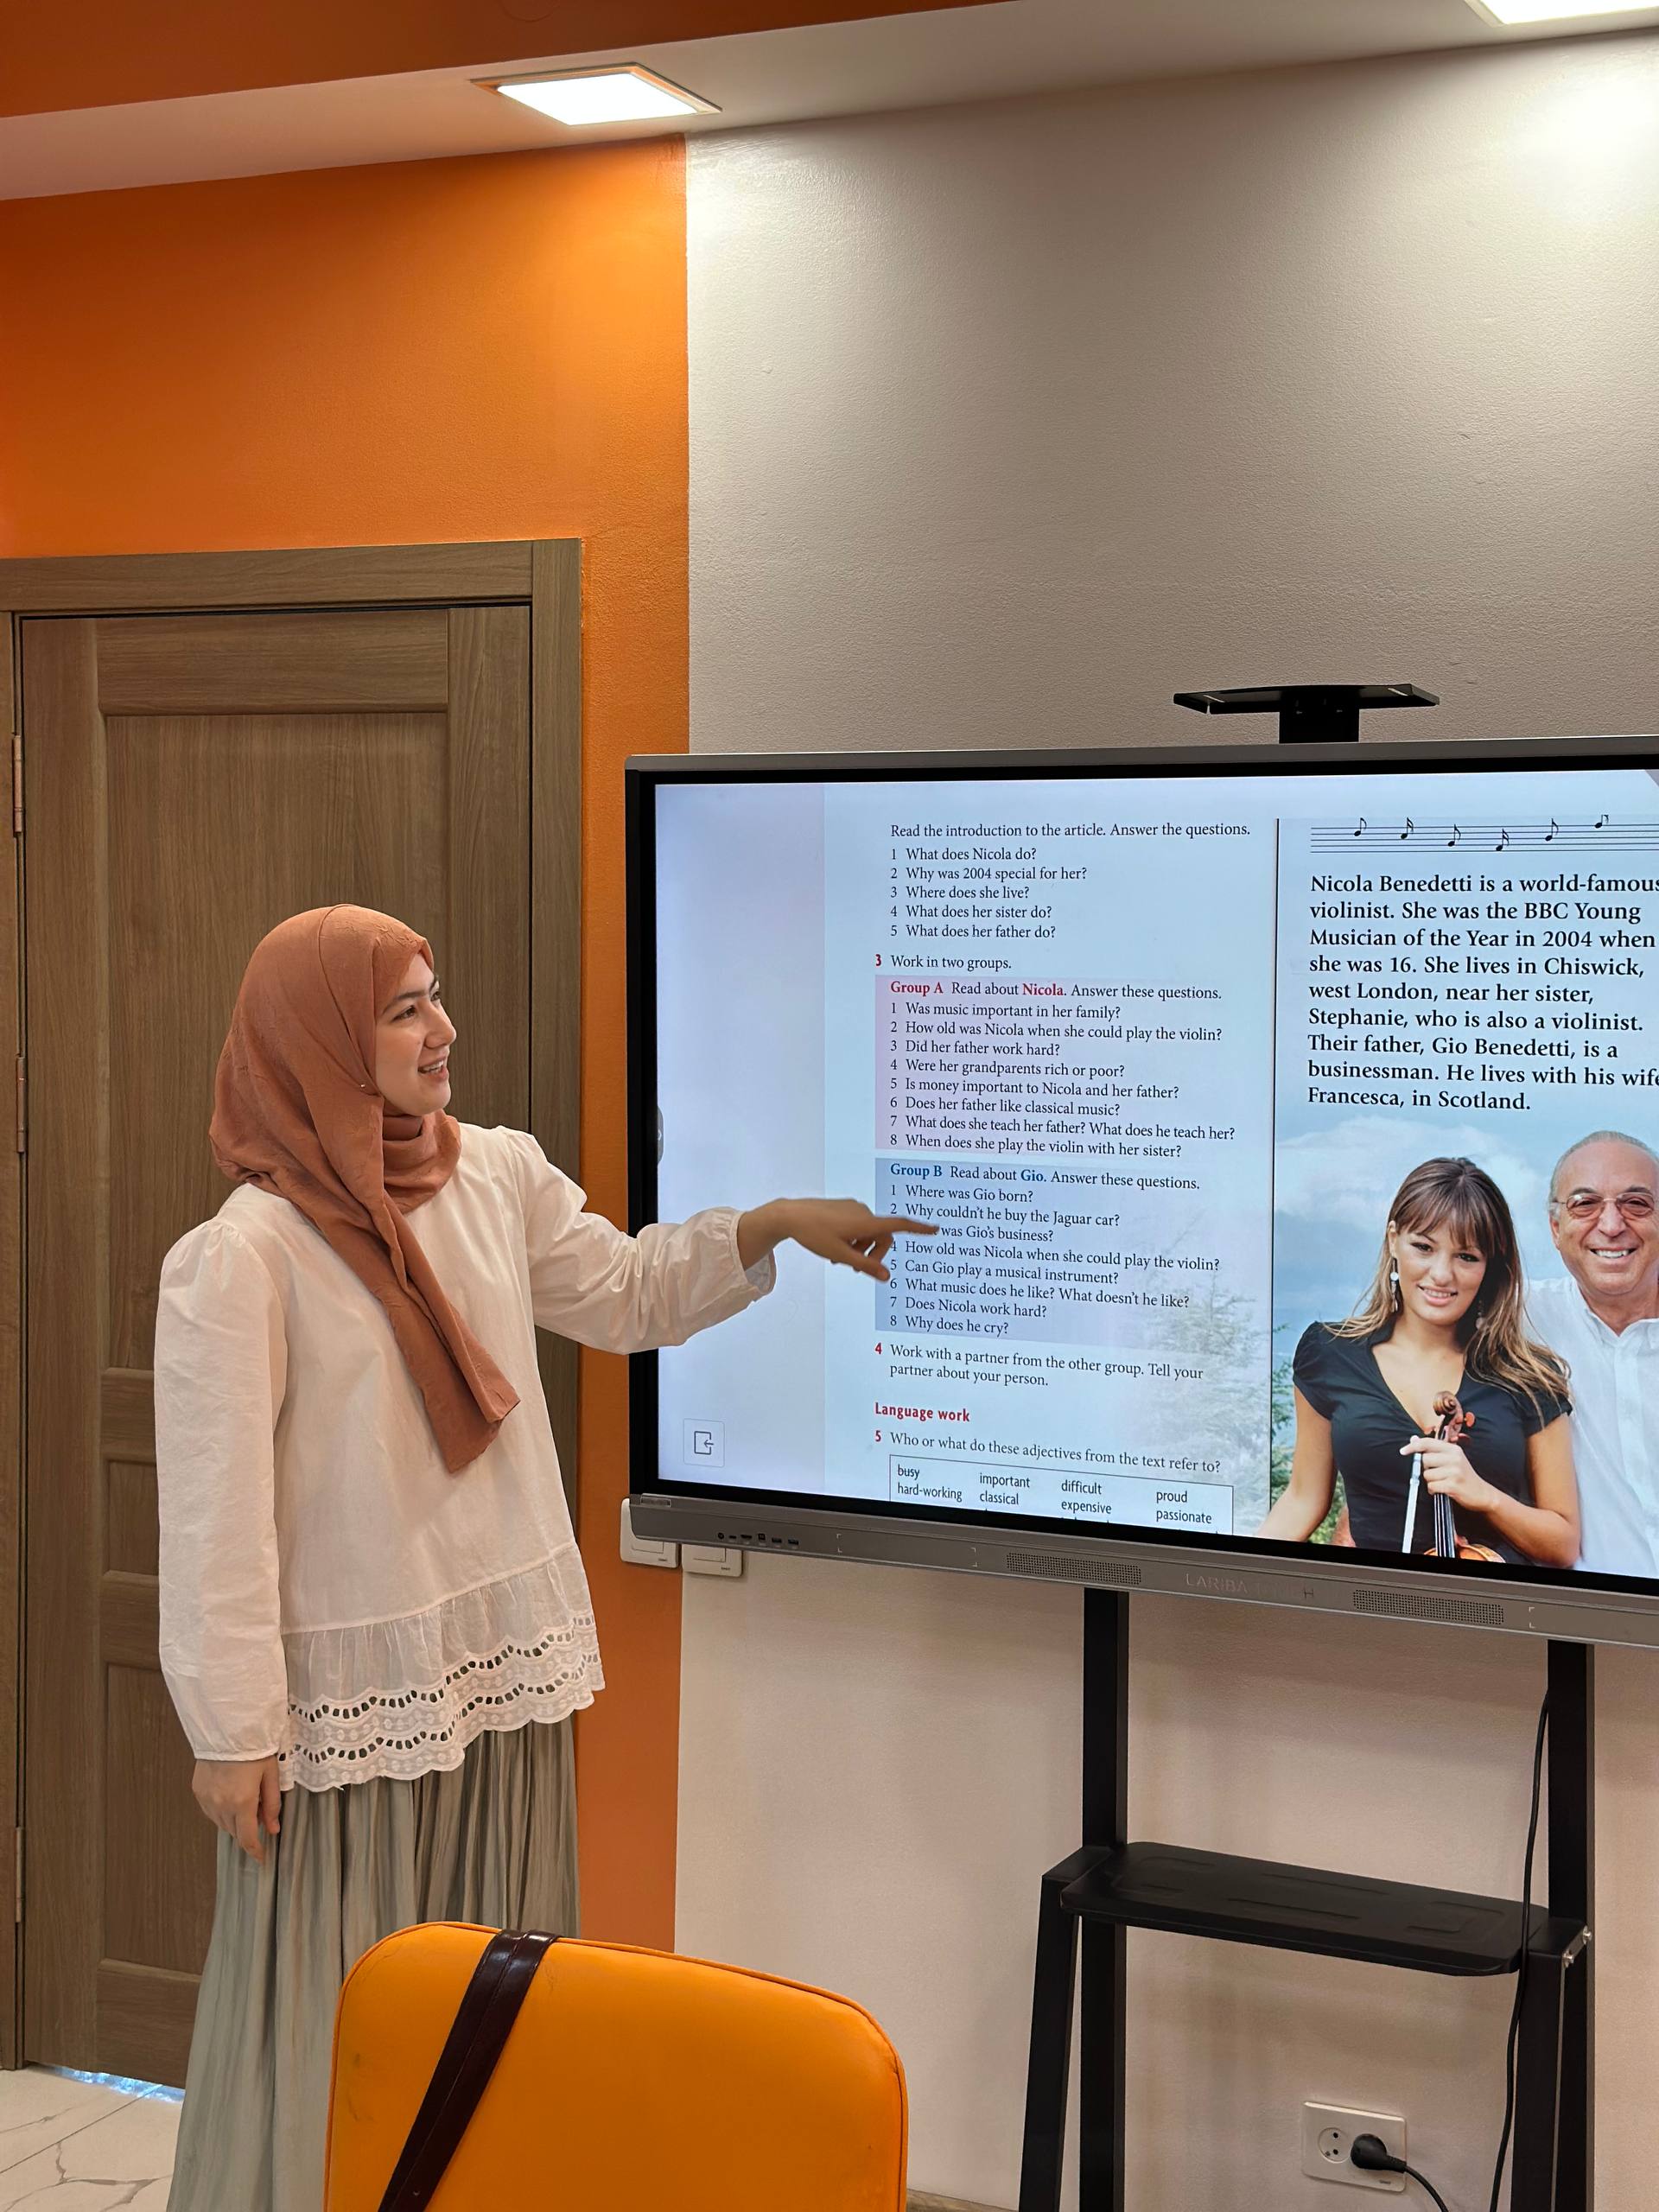 Read the introduction to the article. Answer the questions.
1 What does Nicola do?
2 Why was 2004 special for her?
3 Where does she live?
4 What does her sister do?
5 What does her father do?
3 Work in two groups.
Group A Read about Nicola. Answer these questions.
1 Was music important in her family?
2 How old was Nicola when she could play the violin?
3 Did her father work hard?
4 Were her grandparents rich or poor?
5 Is money important to Nicola and her father?
6 Does her father like classical music?
7 What does she teach her father? What does he teach her?
8 When does she play the violin with her sister?
Group B Read about Gio. Answer these questions.
1 Where was Gio born?
2 Why couldn't he buy the Jaguar car?
was Gio's business?
4 How old was Nicola when she could play the violin?
5 Can Gio play a musical instrument?
6 What music does he like? What doesn't he like?
7 Does Nicola work hard?
8 Why does he cry?
4 Work with a partner from the other group. Tell your
partner about your person.
Language work
5 Who or what do these adjectives from the text refer to?
busy important difficult proud
hard-working classical expensive passionate
Nicola Benedetti is a world-famous
violinist. She was the BBC Young
Musician of the Year in 2004 when
she was 16. She lives in Chiswick,
west London, near her sister,
Stephanie, who is also a violinist.
Their father, Gio Benedetti, is a
businessman. He lives with his wife
Francesca, in Scotland.
LARIBA TOUCH